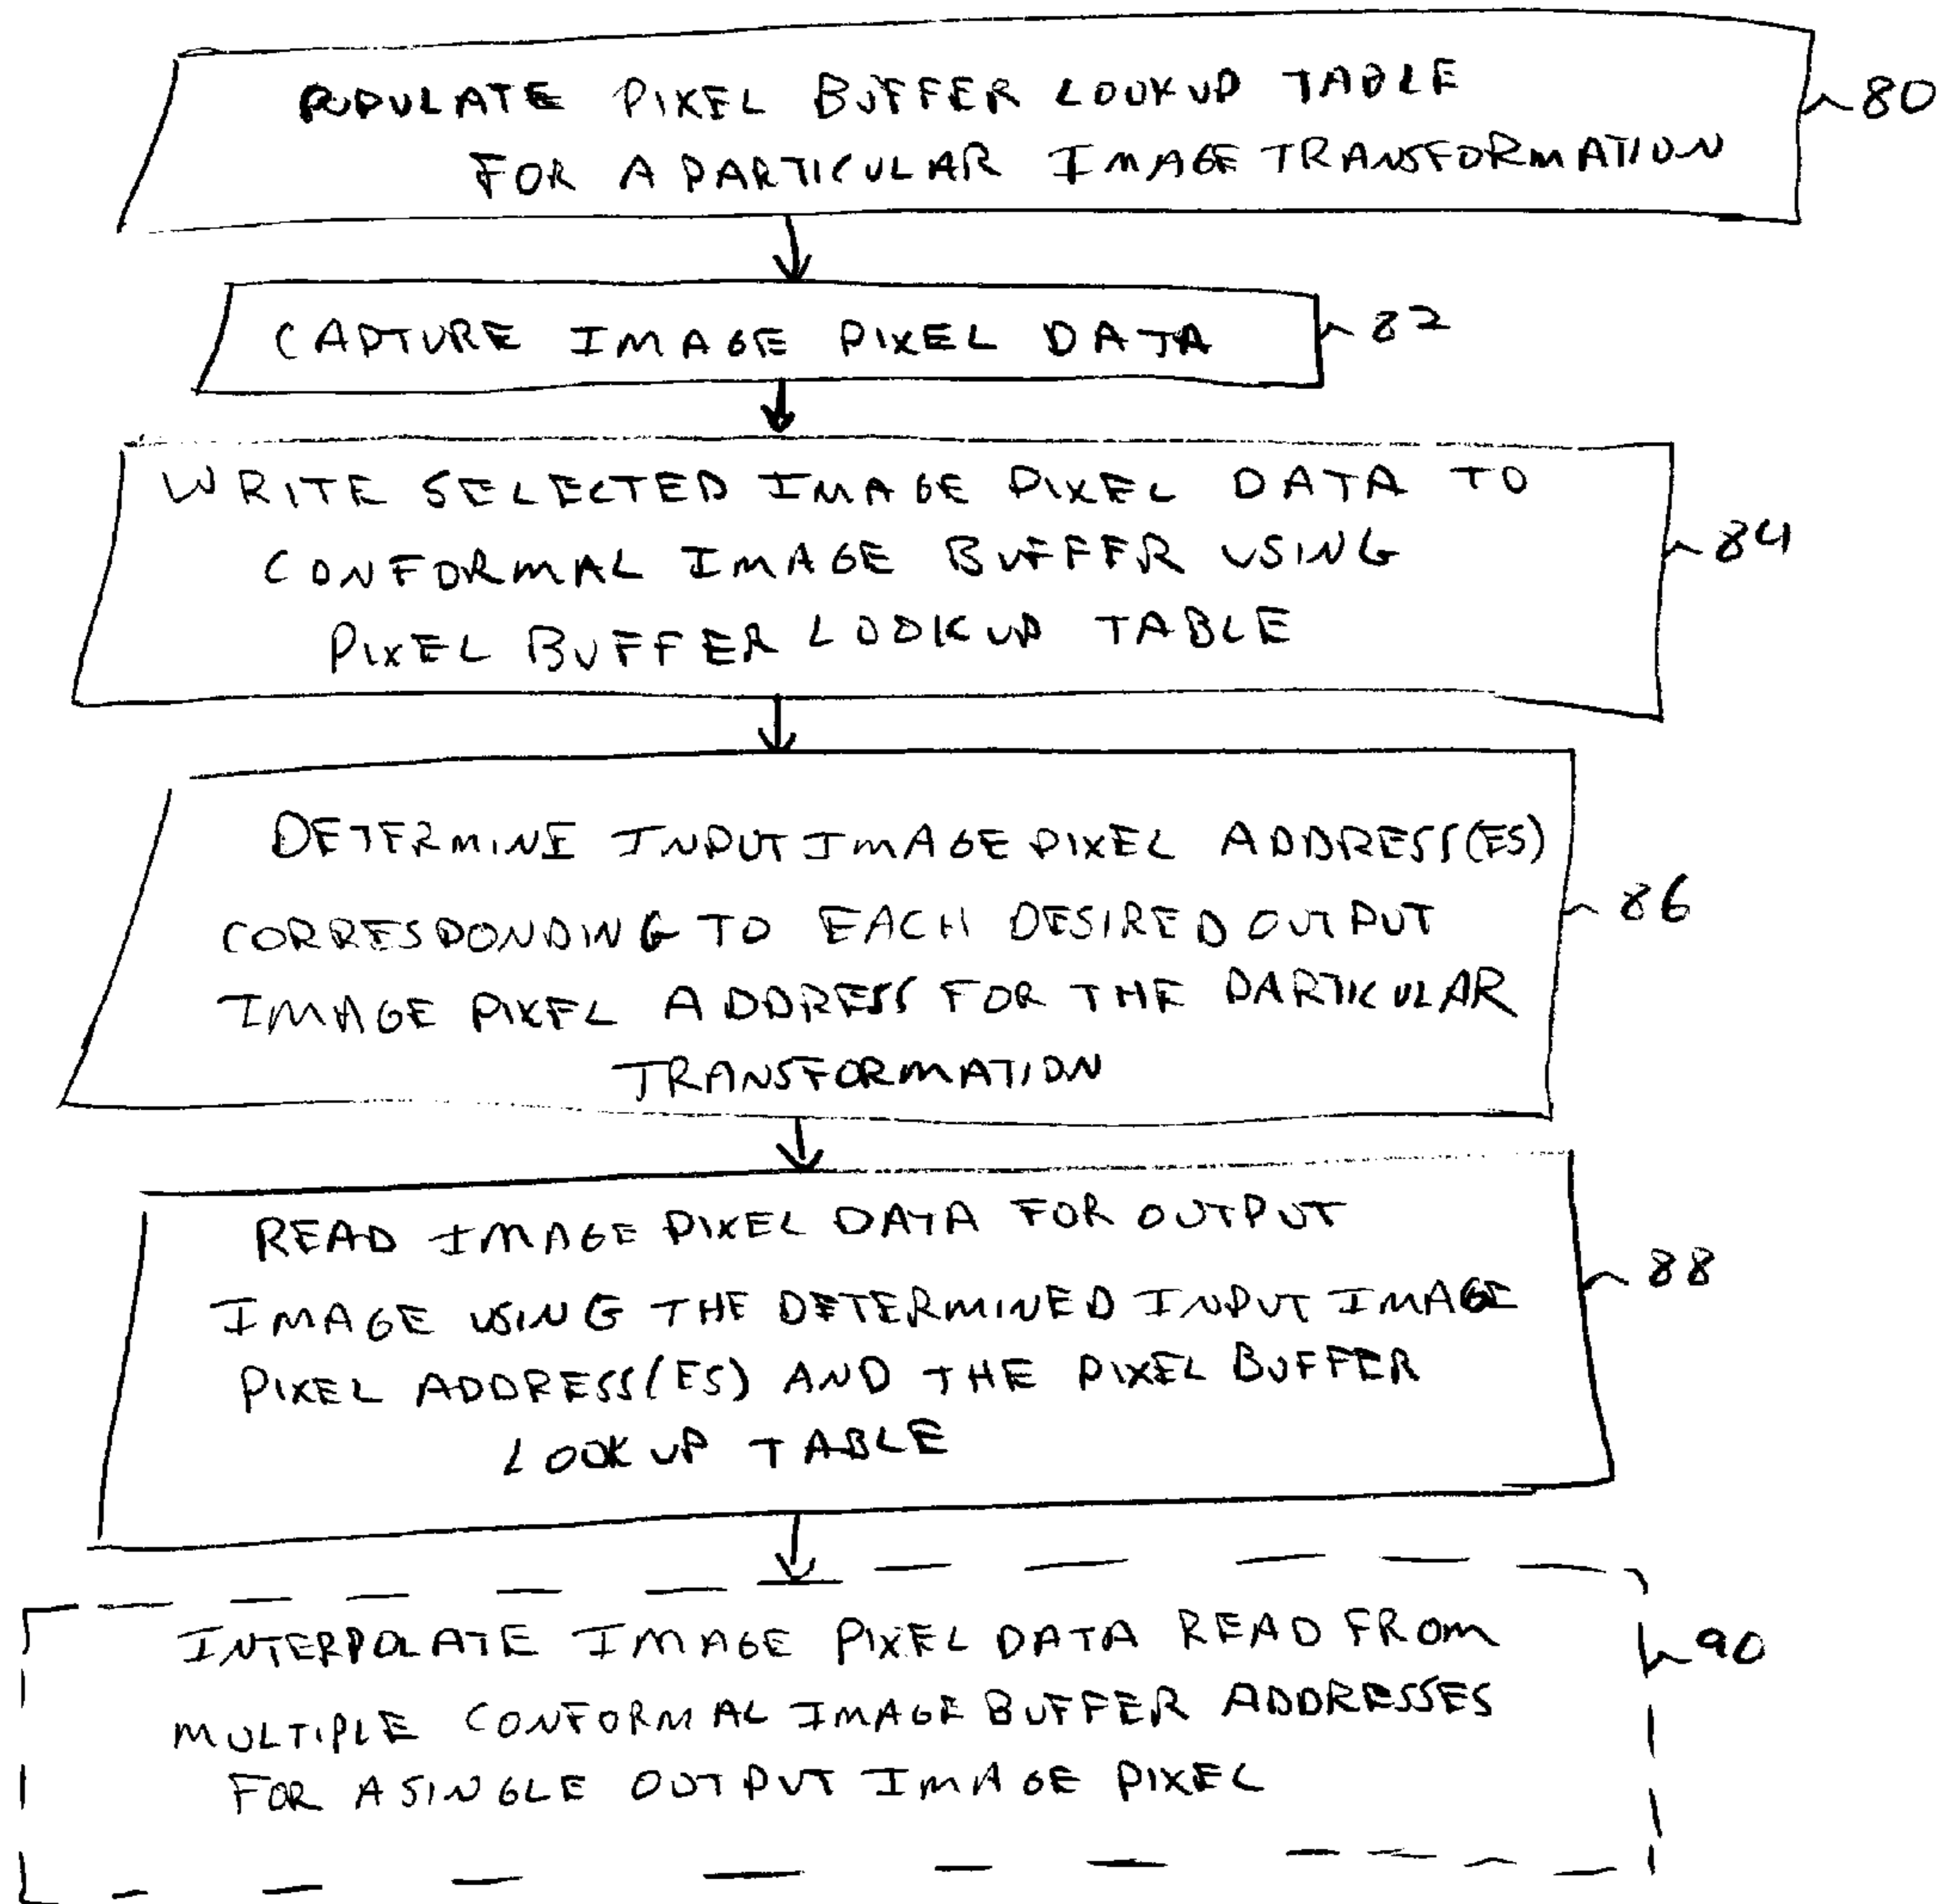 POPULATE PIXEL BUFFER LOOKUP TABLE
FOR A PARTICULAR IMAGE TRANSFORMATION
80
CAPTURE IMAGE PIXEL DATA
82
WRITE SELECTED IMAGE PIXEL DATA TO
CONFORMAL IMAGE BUFFER USING
PIXEL BUFFER LOOKUP TABLE
84
DETERMINE INPUT IMAGE PIXEL ADDRESS(ES)
CORRESPONDING TO EACH DESIRED OUTPUT
IMAGE PIXEL ADDRESS FOR THE PARTICULAR
TRANSFORMATION
86
READ IMAGE PIXEL DATA FOR OUTPUT
IMAGE USING THE DETERMINED INPUT IMAGE
PIXEL ADDRESS(ES) AND THE PIXEL BUFFER
LOOKUP TABLE
88
INTERPOLATE IMAGE PIXEL DATA READ FROM
MULTIPLE CONFORMAL IMAGE BUFFER ADDRESSES
FOR A SINGLE OUTPUT IMAGE PIXEL
90